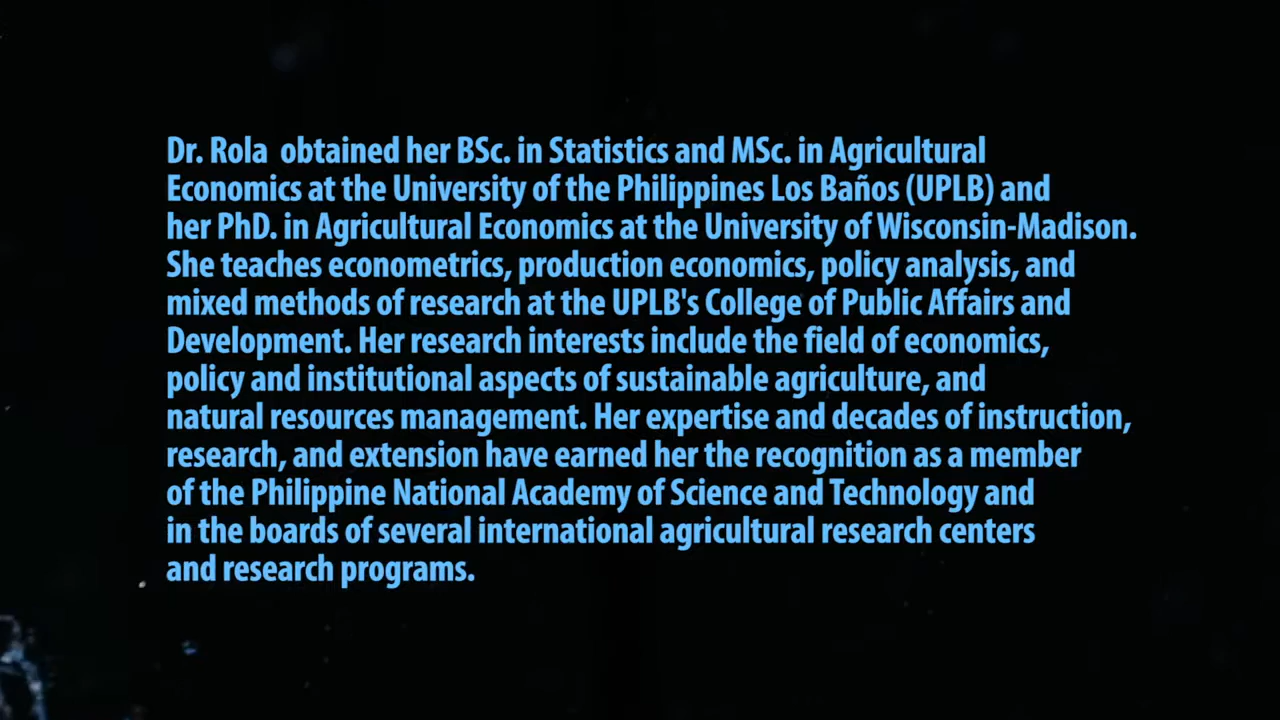 Dr. Rola  obtained her BSc. in Statistics and MSc. in Agricultural
Economics at the University of the Philippines Los Baños (UPLB) and
her PhD. in Agricultural Economics at the University of Wisconsin-Madison.
She teaches econometrics, production economics, policy analysis, and
mixed methods of research at the UPLB's College of Public Affairs and
Development. Her research interests include the field of economics,
policy and institutional aspects of sustainable agriculture, and
natural resources management. Her expertise and decades of instruction,
research, and extension have earned her the recognition as a member
of the Philippine National Academy of Science and Technology and
in the boards of several international agricultural research centers
and research programs.